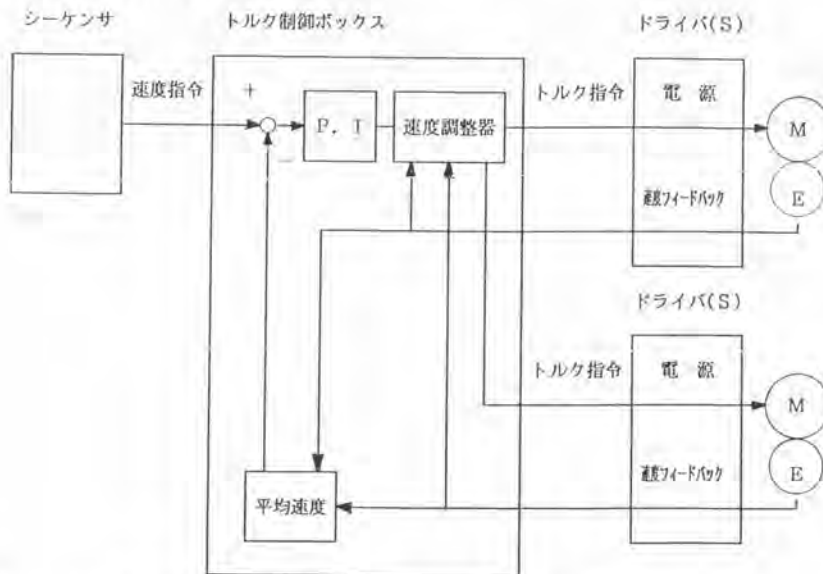 シーケンサ
トルク制御ボックス
ドライバ(S)
速度指令
+
-
P，I
速度調整器
トルク指令
電 源
M
速度フィードバック
E
ドライバ(S)
トルク指令
電 源
M
速度フィードバック
E
平均速度